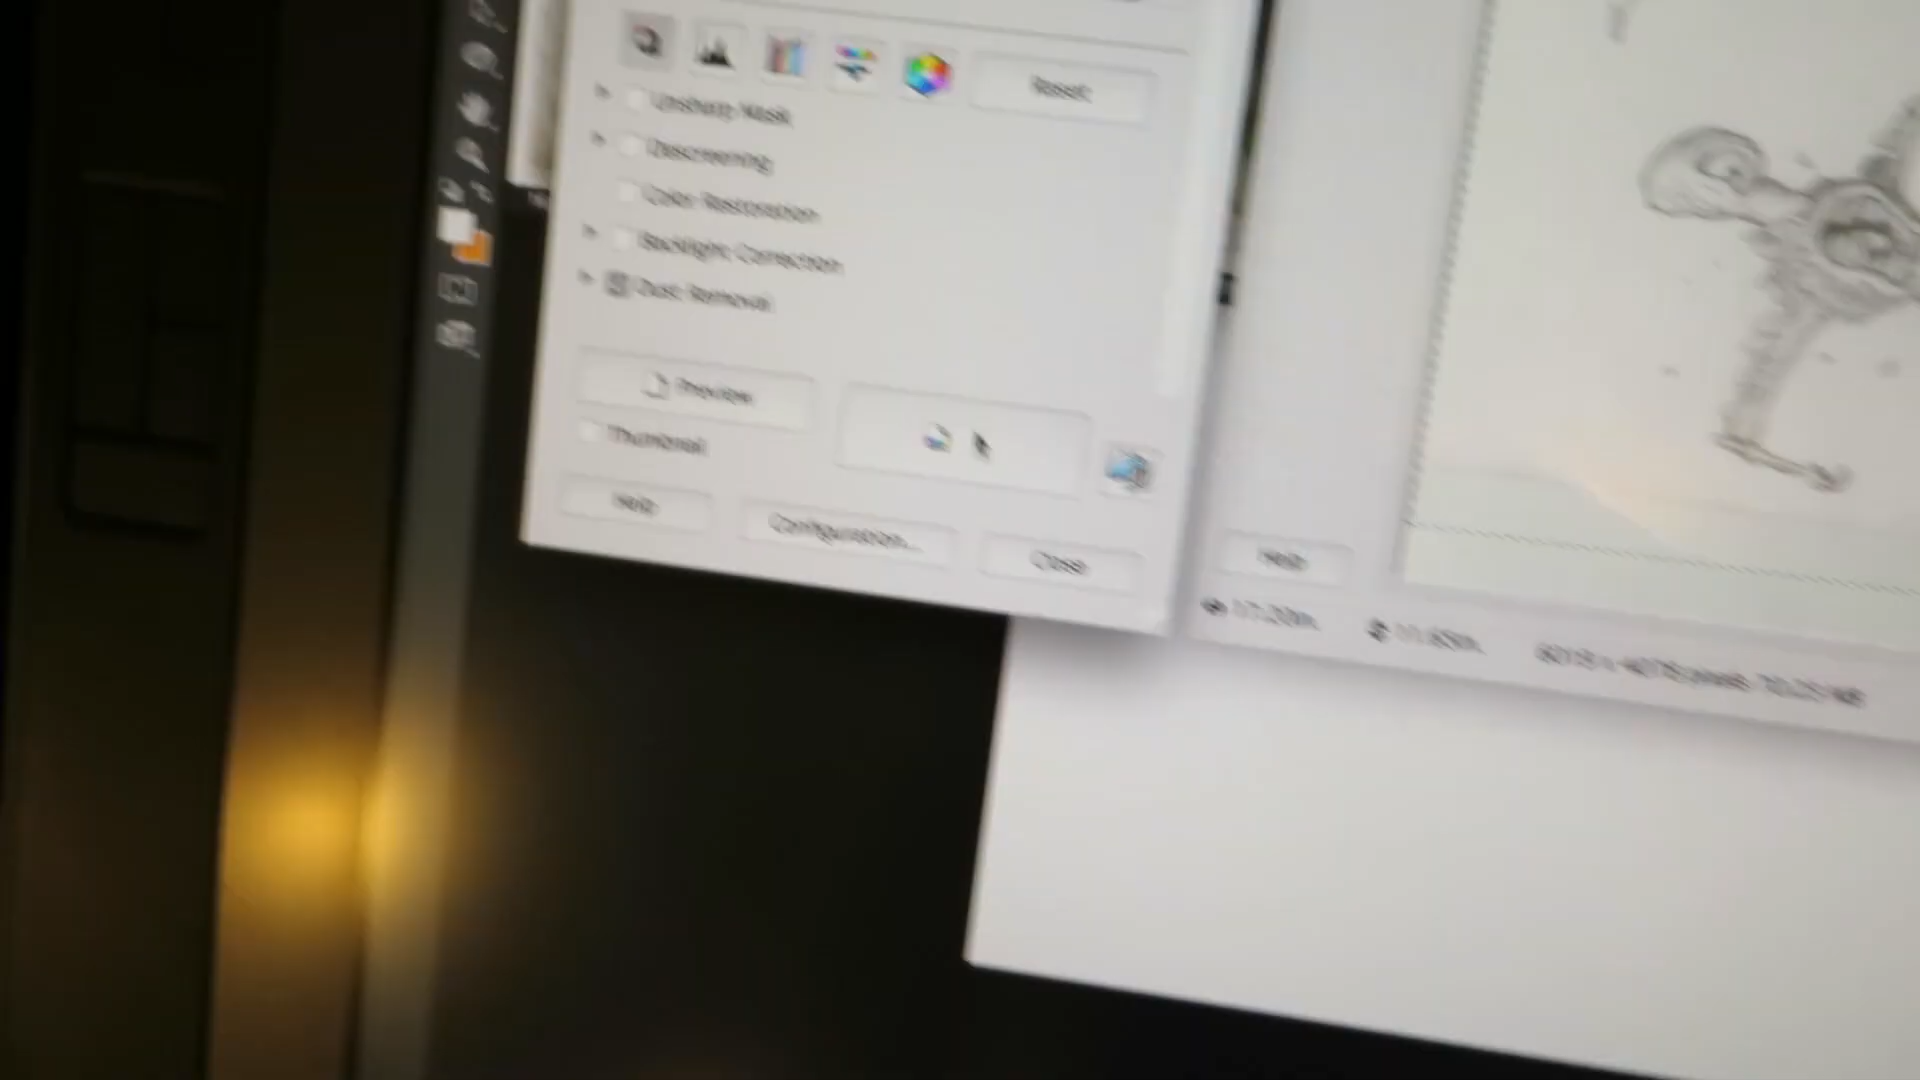 Reset
Unsharp Mask
Descreening
Color Restoration
Backlight Correction
Dust Removal
Preview
Thumbnail
Help
Configuration...
Close
Help